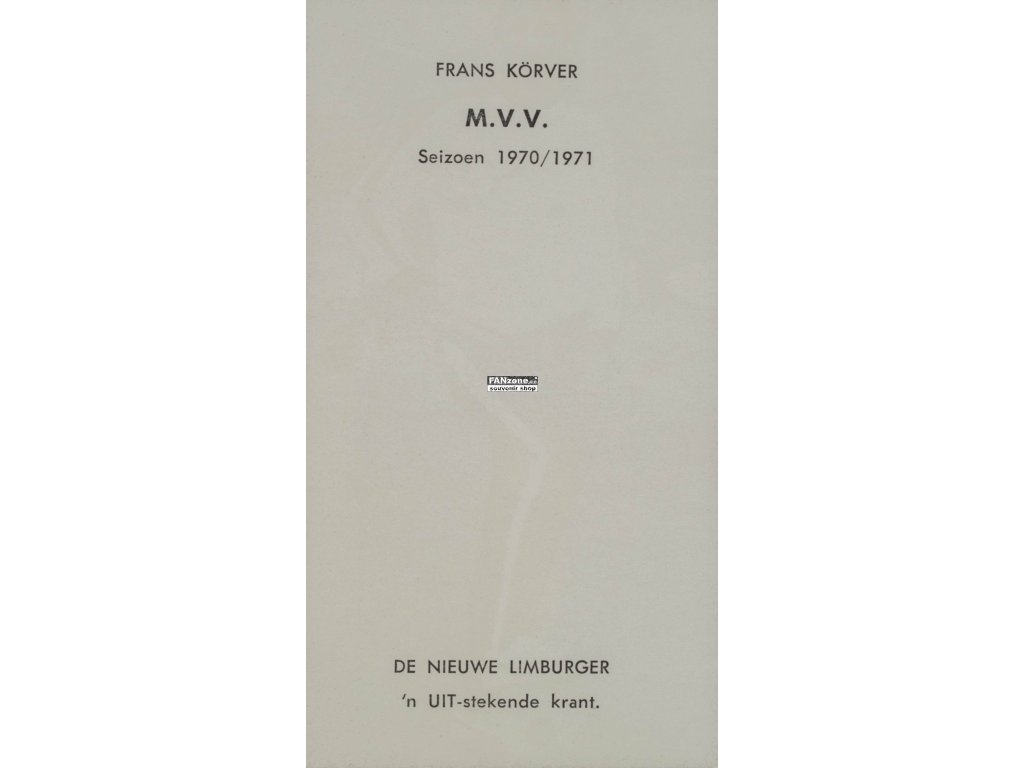 FRANS KÖRVER
M.V.V.
Seizoen 1970/1971
FANzone.cz
souvenir shop
DE NIEUWE LIMBURGER
'n UIT-stekende krant.